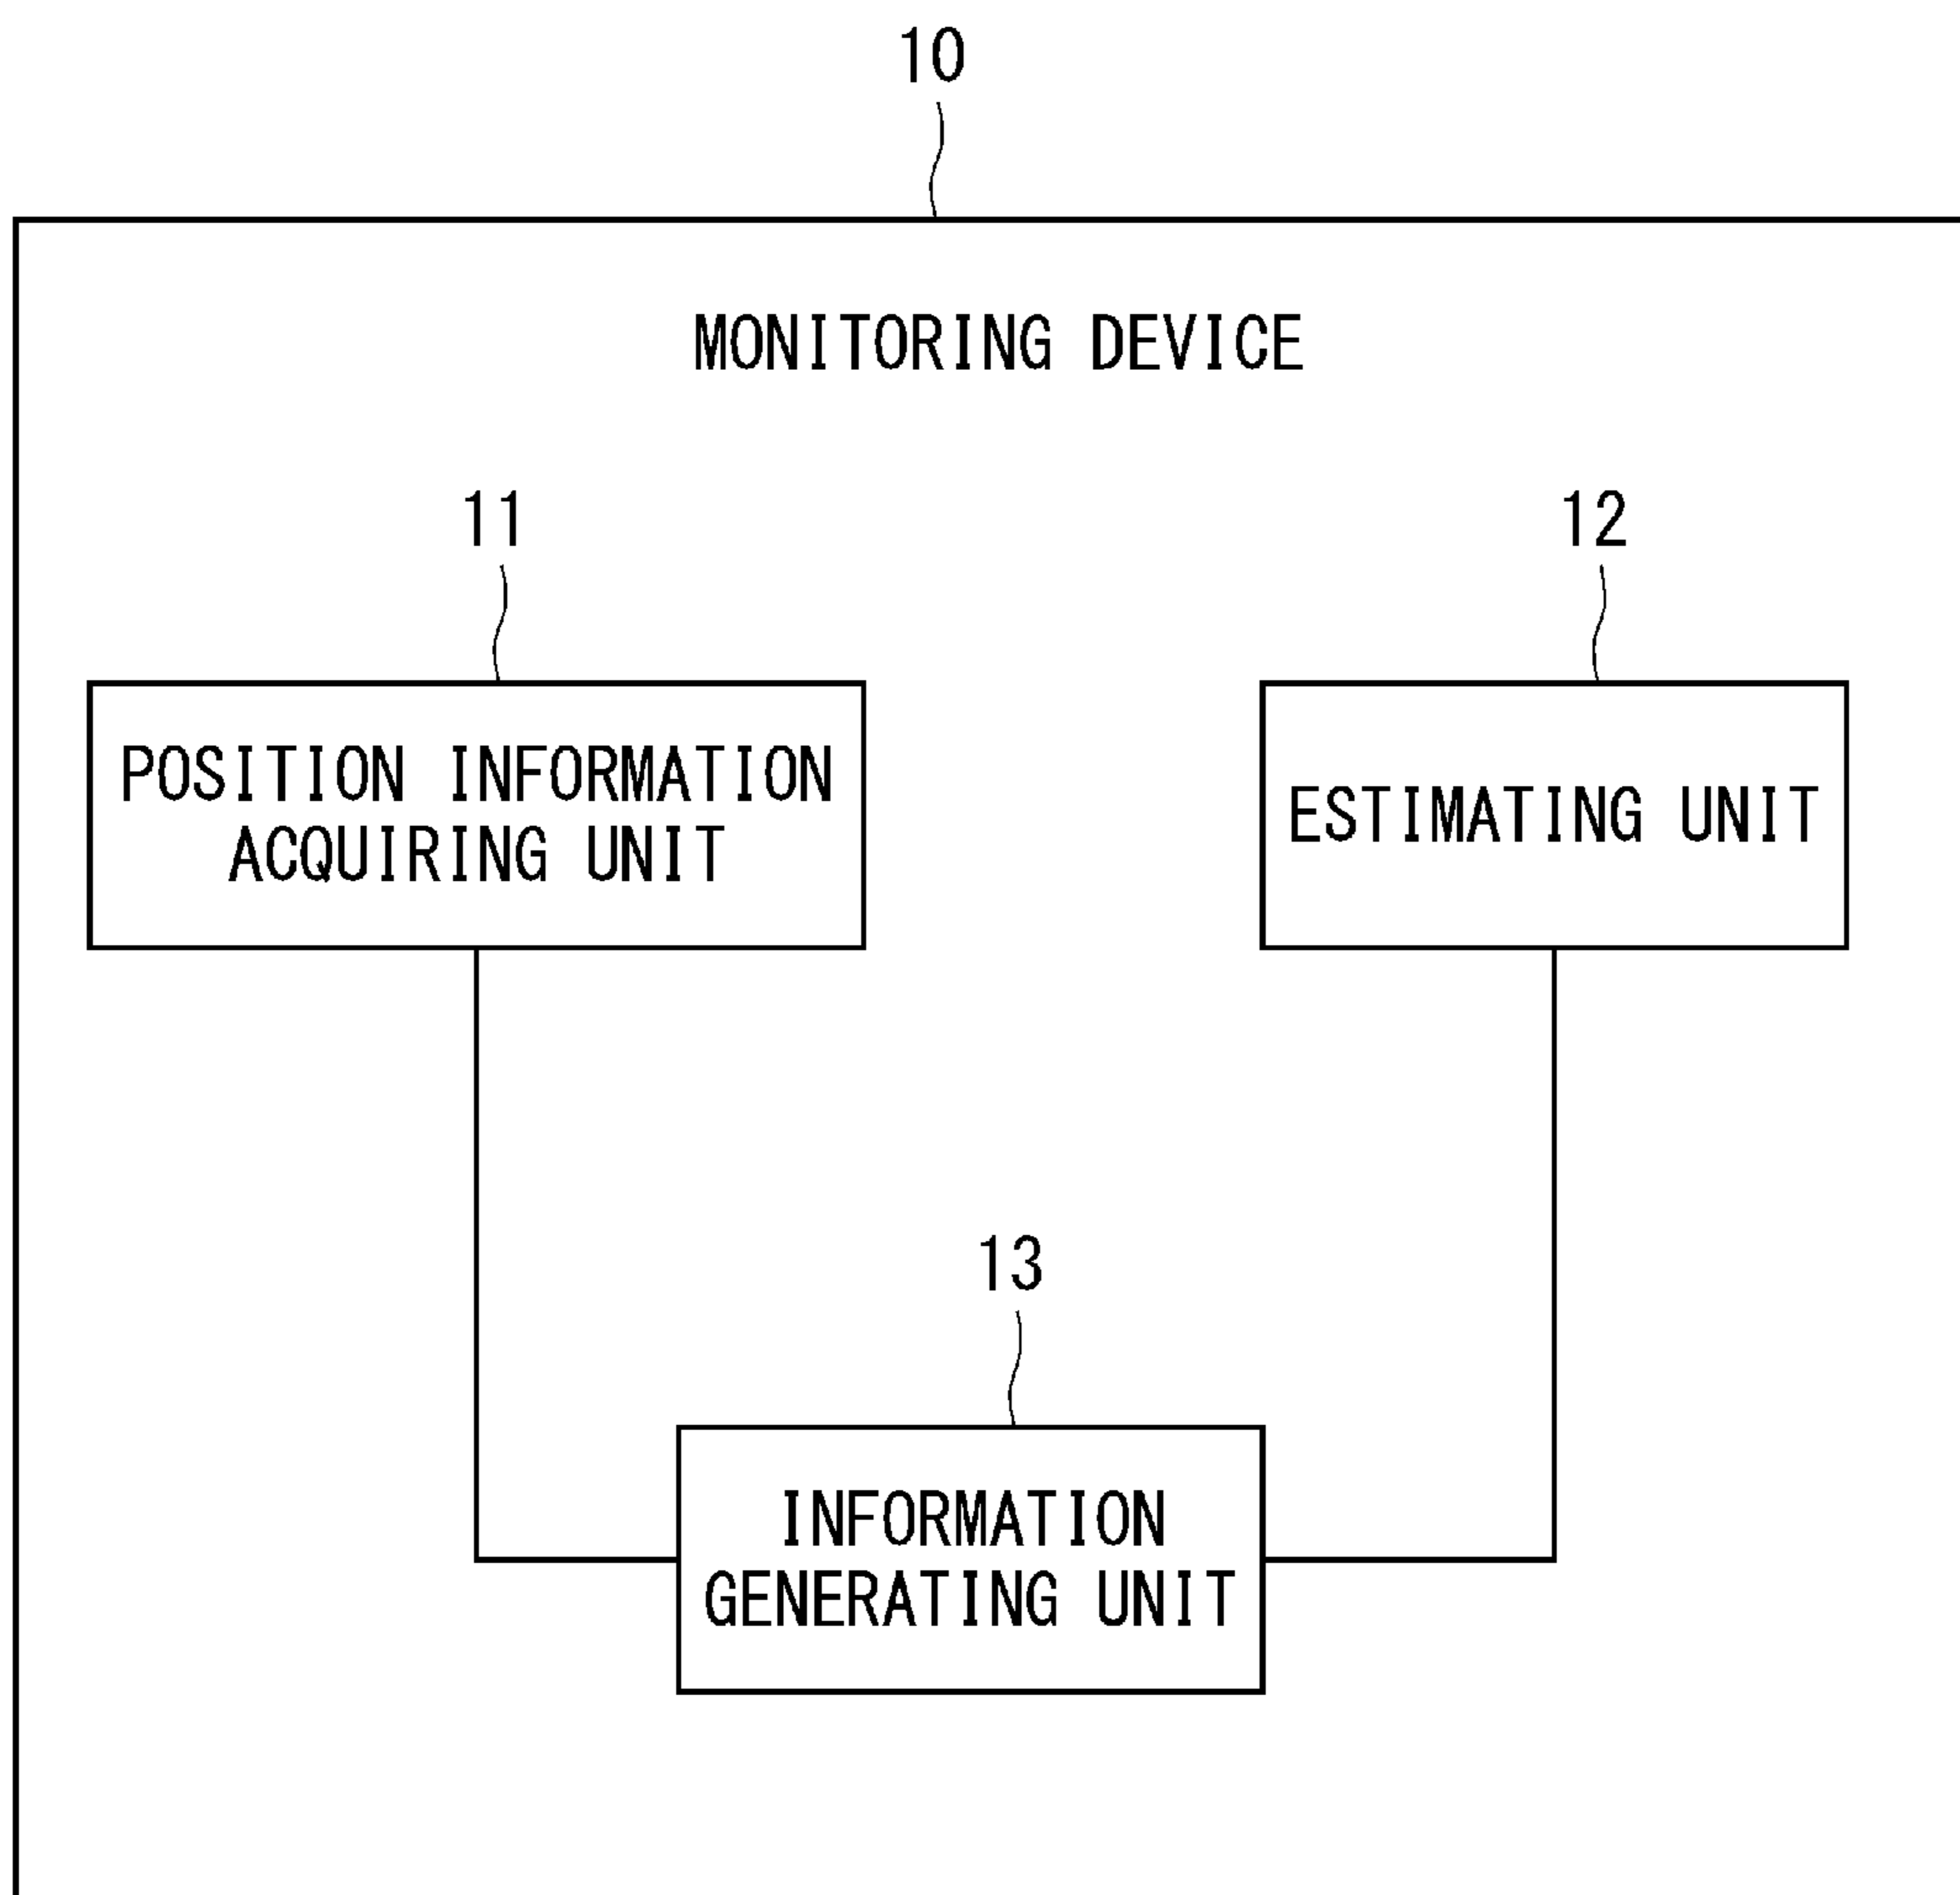 10
MONITORING DEVICE
11
12
POSITION INFORMATION
ACQUIRING UNIT
ESTIMATING UNIT
13
INFORMATION
GENERATING UNIT